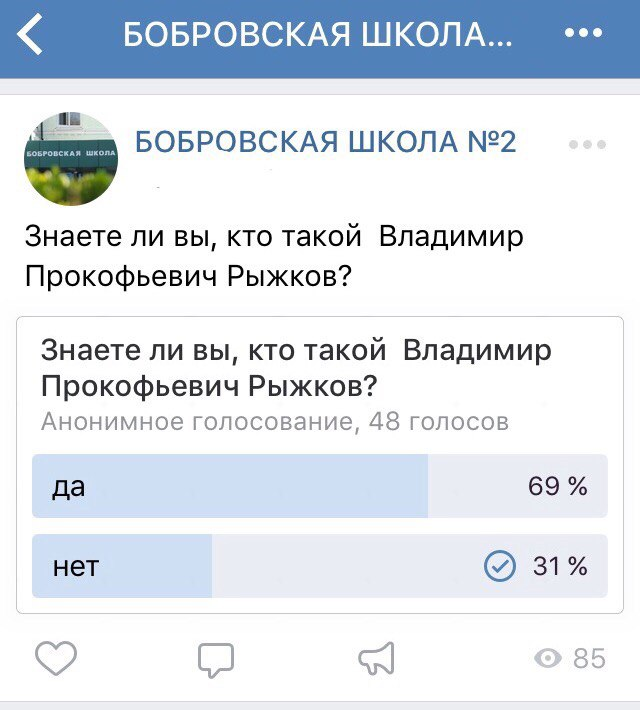 БОБРОВСКАЯ ШКОЛА...
БОБРОВСКАЯ ШКОЛА
БОБРОВСКАЯ ШКОЛА №2
Знаете ли вы, кто такой Владимир
Прокофьевич Рыжков?
Знаете ли вы, кто такой Владимир
Прокофьевич Рыжков?
Анонимное голосование, 48 голосов
да 69 %
нет 31 %
85